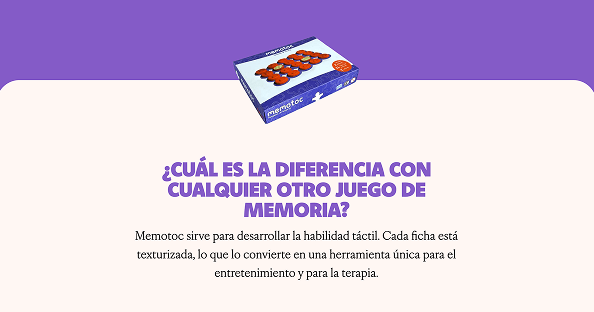 memotoc
memotoc
¿CUÁL ES LA DIFERENCIA CON
CUALQUIER OTRO JUEGO DE
MEMORIA?
Memotoc sirve para desarrollar la habilidad táctil. Cada ficha está
texturizada, lo que lo convierte en una herramienta única para el
entretenimiento y para la terapia.